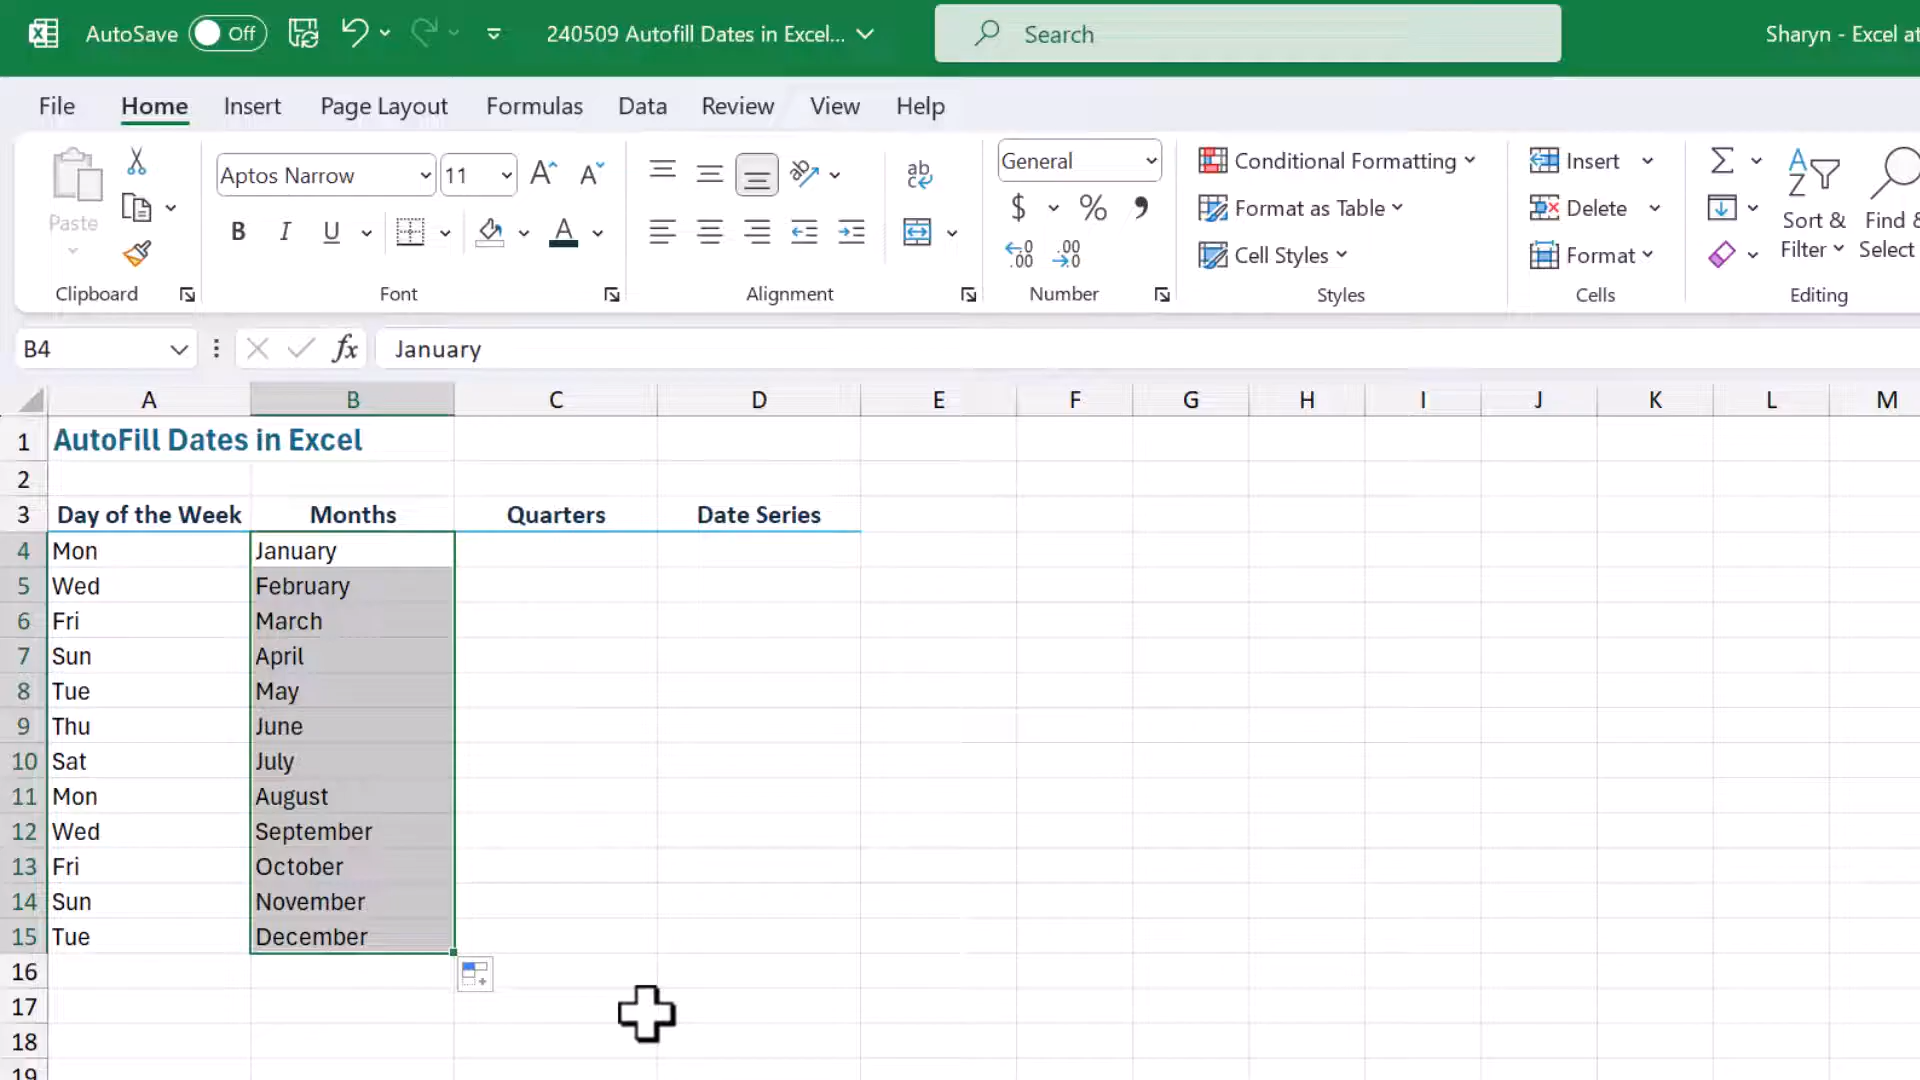 AutoSave Off 240509 Autofill Dates in Excel... Search Sharyn - Excel at
File Home Insert Page Layout Formulas Data Review View Help
Paste
Clipboard
Aptos Narrow 11
B I U A
Font
ab
Alignment
General
$ % ,
.00
.00
Number
Conditional Formatting
Format as Table
Cell Styles
Styles
Insert
Delete
Format
Cells
Sort &
Filter
Find &
Select
Editing
B4 fx January
A B C D E F G H I J K L M
1 AutoFill Dates in Excel
2
3 Day of the Week Months Quarters Date Series
4 Mon January
5 Wed February
6 Fri March
7 Sun April
8 Tue May
9 Thu June
10 Sat July
11 Mon August
12 Wed September
13 Fri October
14 Sun November
15 Tue December
16
17
18
19